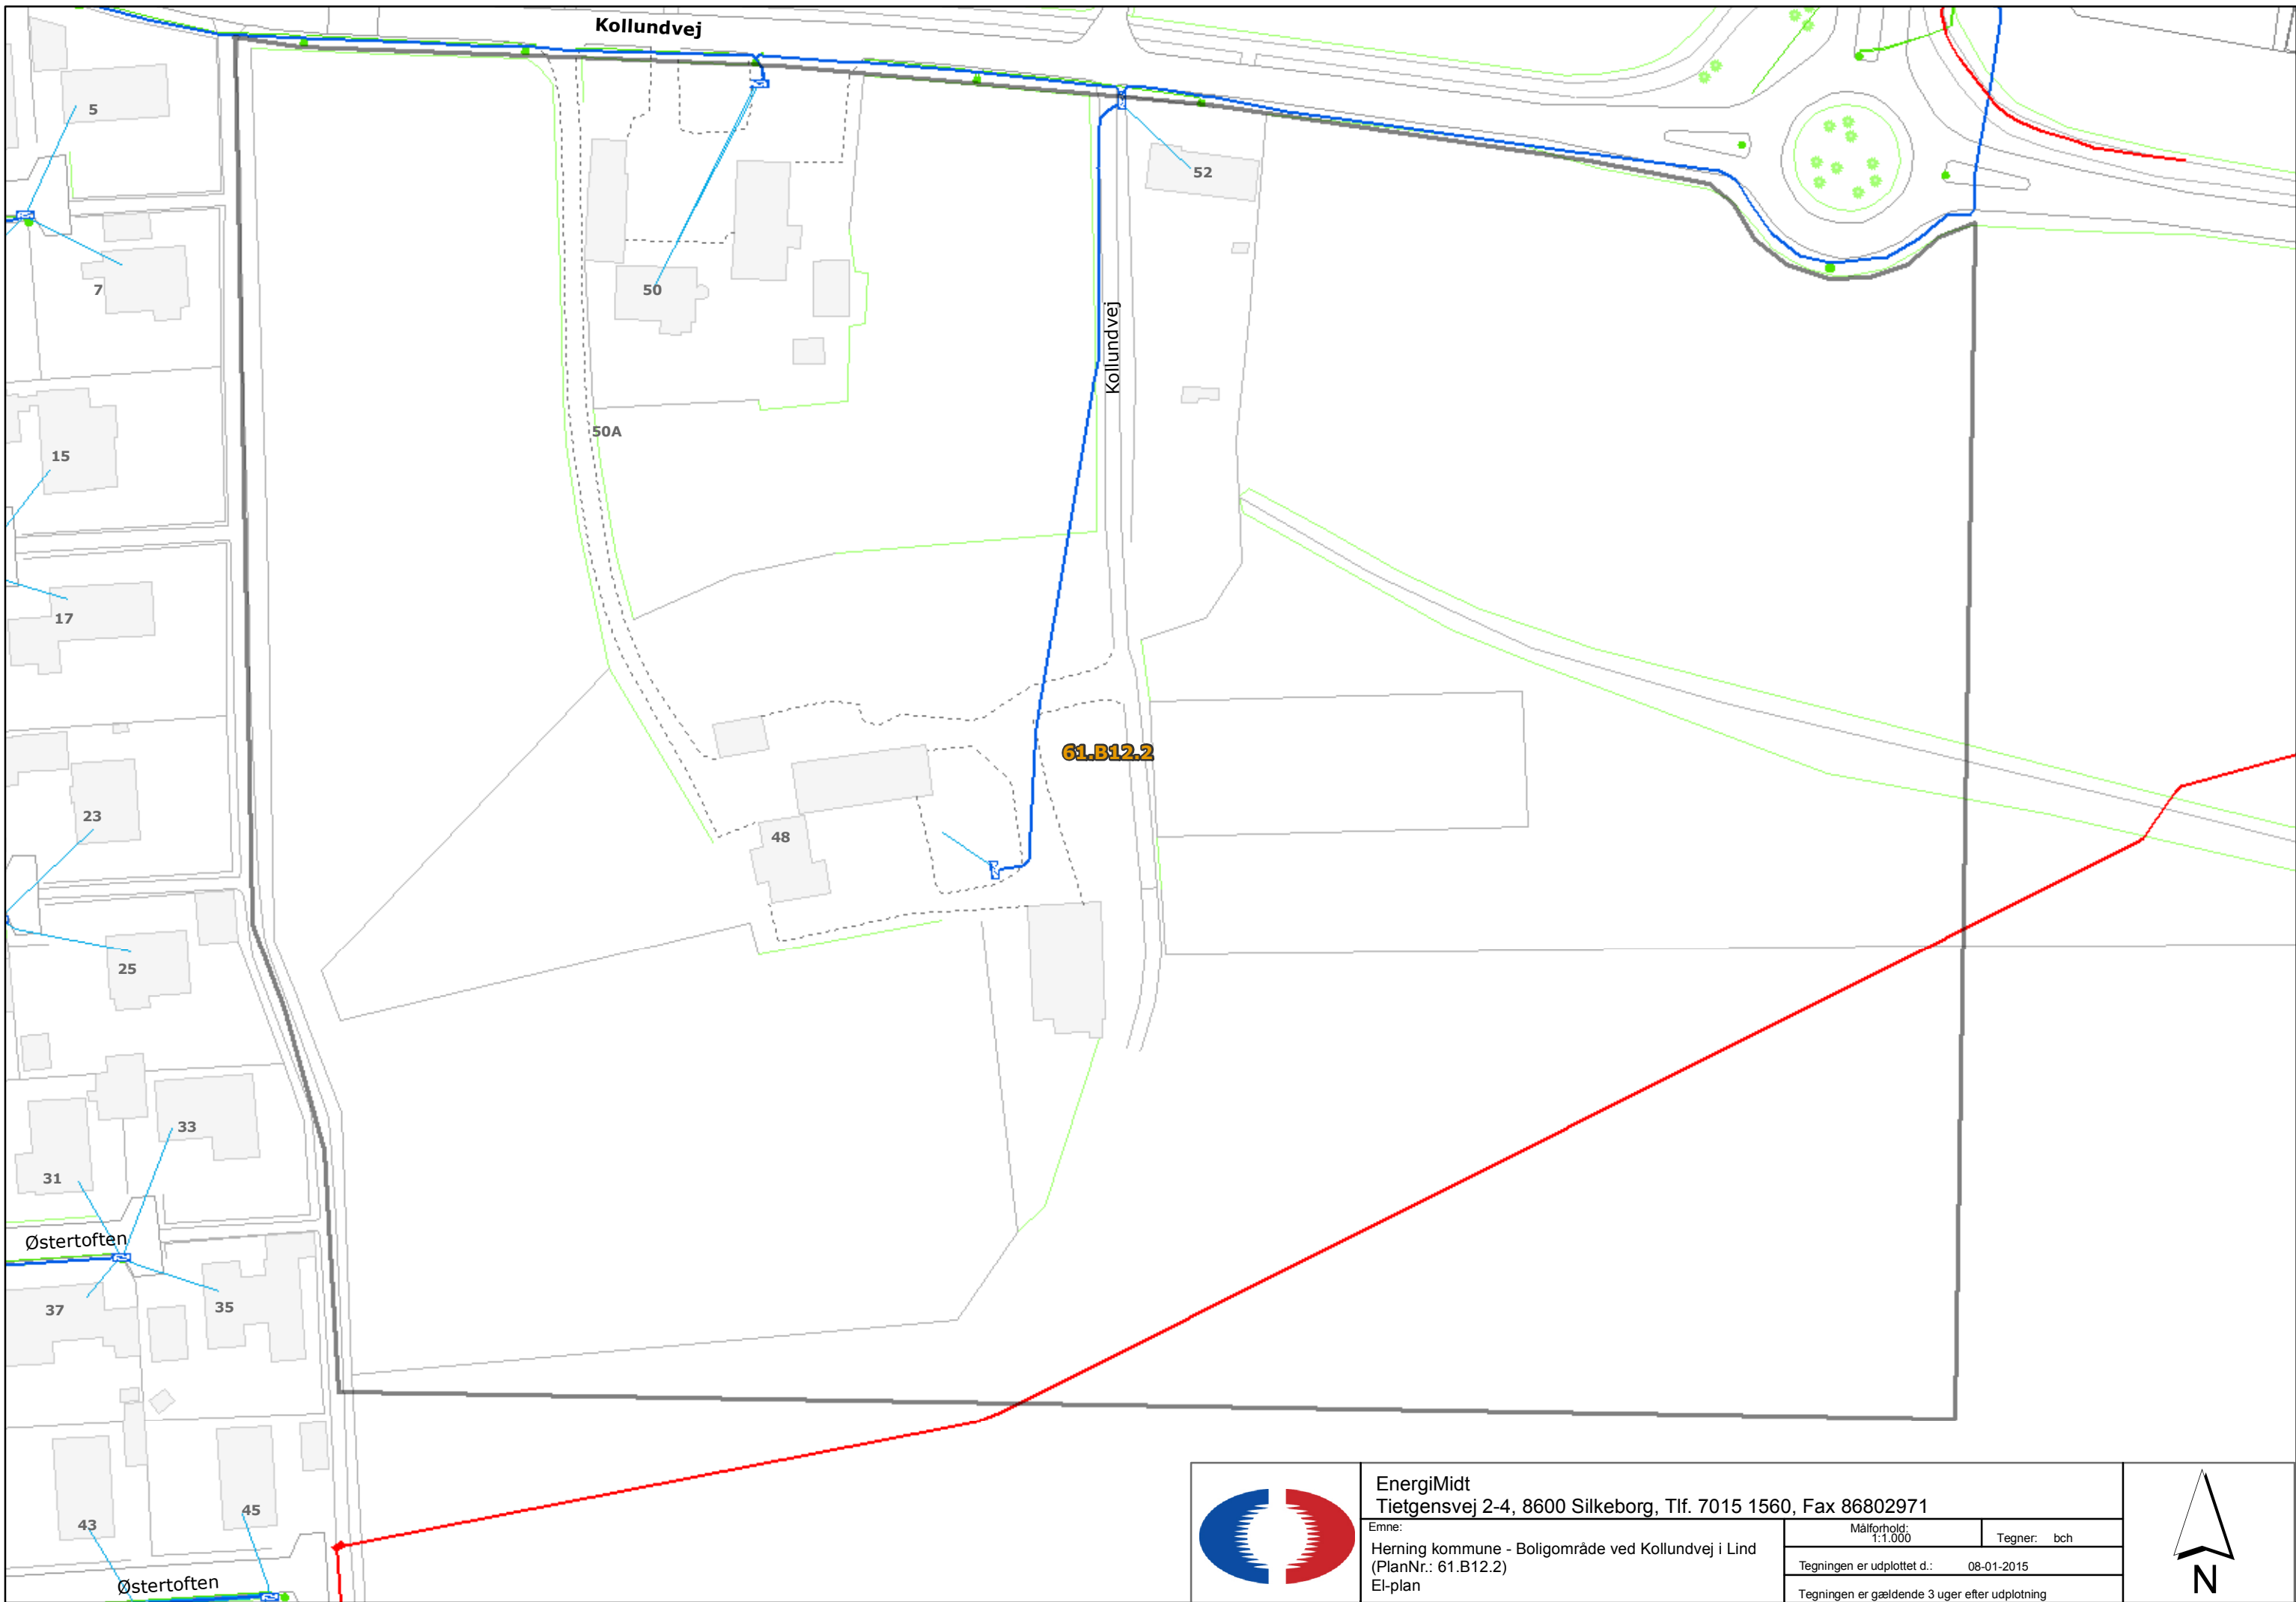 Kollundvej
5
52
7
50
Kollundvej
50A
15
17
61.B12.2
23
48
25
33
31
Østertoften
37
35
45
43
Østertoften
EnergiMidt
Tietgensvej 2-4, 8600 Silkeborg, Tlf. 7015 1560, Fax 86802971
Emne:
Herning kommune - Boligområde ved Kollundvej i Lind
(PlanNr.: 61.B12.2)
El-plan
Målforhold:
1:1.000
Tegner: bch
Tegningen er udplottet d.: 08-01-2015
Tegningen er gældende 3 uger efter udplotning
N